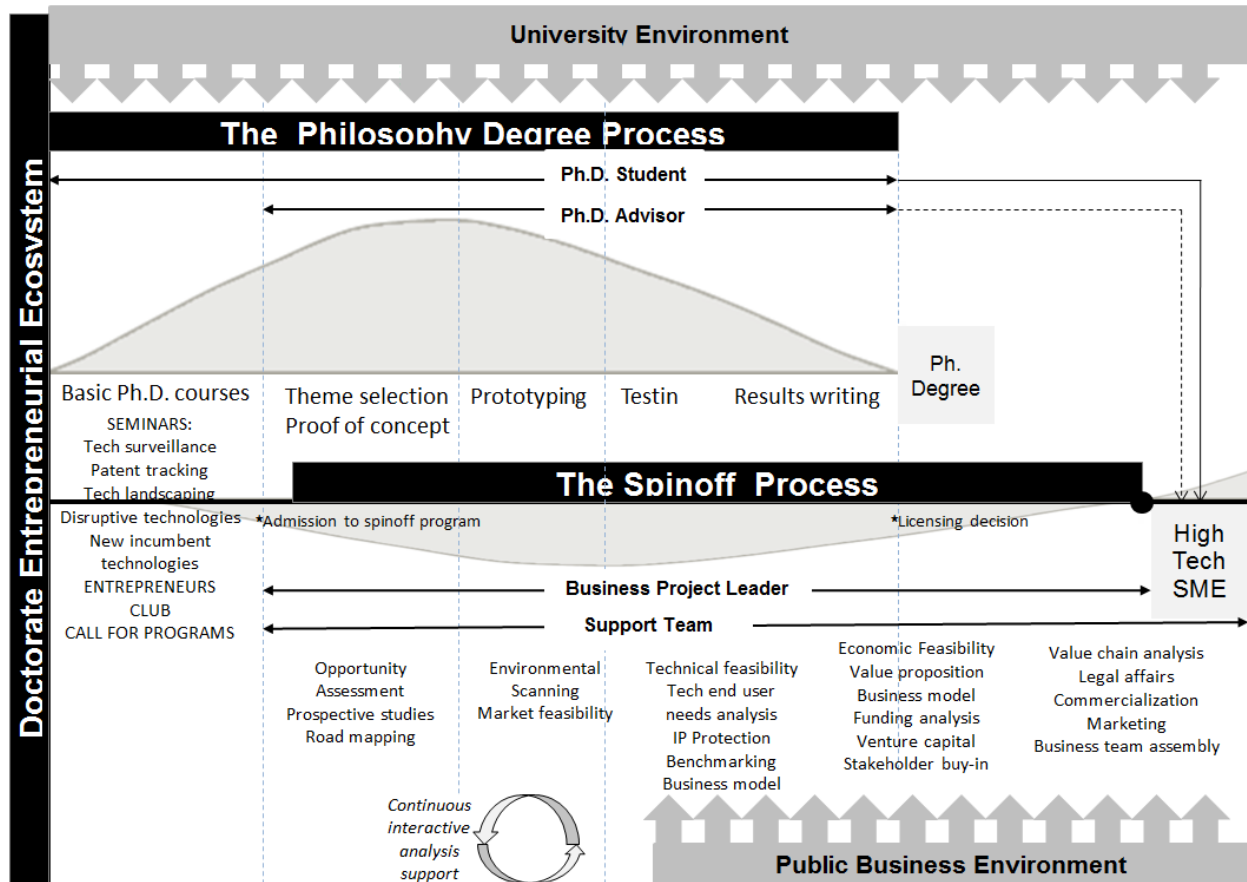 University Environment
Doctorate Entrepreneurial Ecosystem
The Philosophy Degree Process
Ph.D. Student
Ph.D. Advisor
Ph.
Degree
Basic Ph.D. courses
Theme selection
Proof of concept
Prototyping
Testin
Results writing
SEMINARS:
Tech surveillance
Patent tracking
Tech landscaping
Disruptive technologies
New incumbent
technologies
ENTREPRENEURS
CLUB
CALL FOR PROGRAMS
The Spinoff Process
*Admission to spinoff program
*Licensing decision
High
Tech
SME
Business Project Leader
Support Team
Opportunity
Assessment
Prospective studies
Road mapping
Environmental
Scanning
Market feasibility
Technical feasibility
Tech end user
needs analysis
IP Protection
Benchmarking
Business model
Economic Feasibility
Value proposition
Business model
Funding analysis
Venture capital
Stakeholder buy-in
Value chain analysis
Legal affairs
Commercialization
Marketing
Business team assembly
Continuous
interactive
analysis
support
Public Business Environment